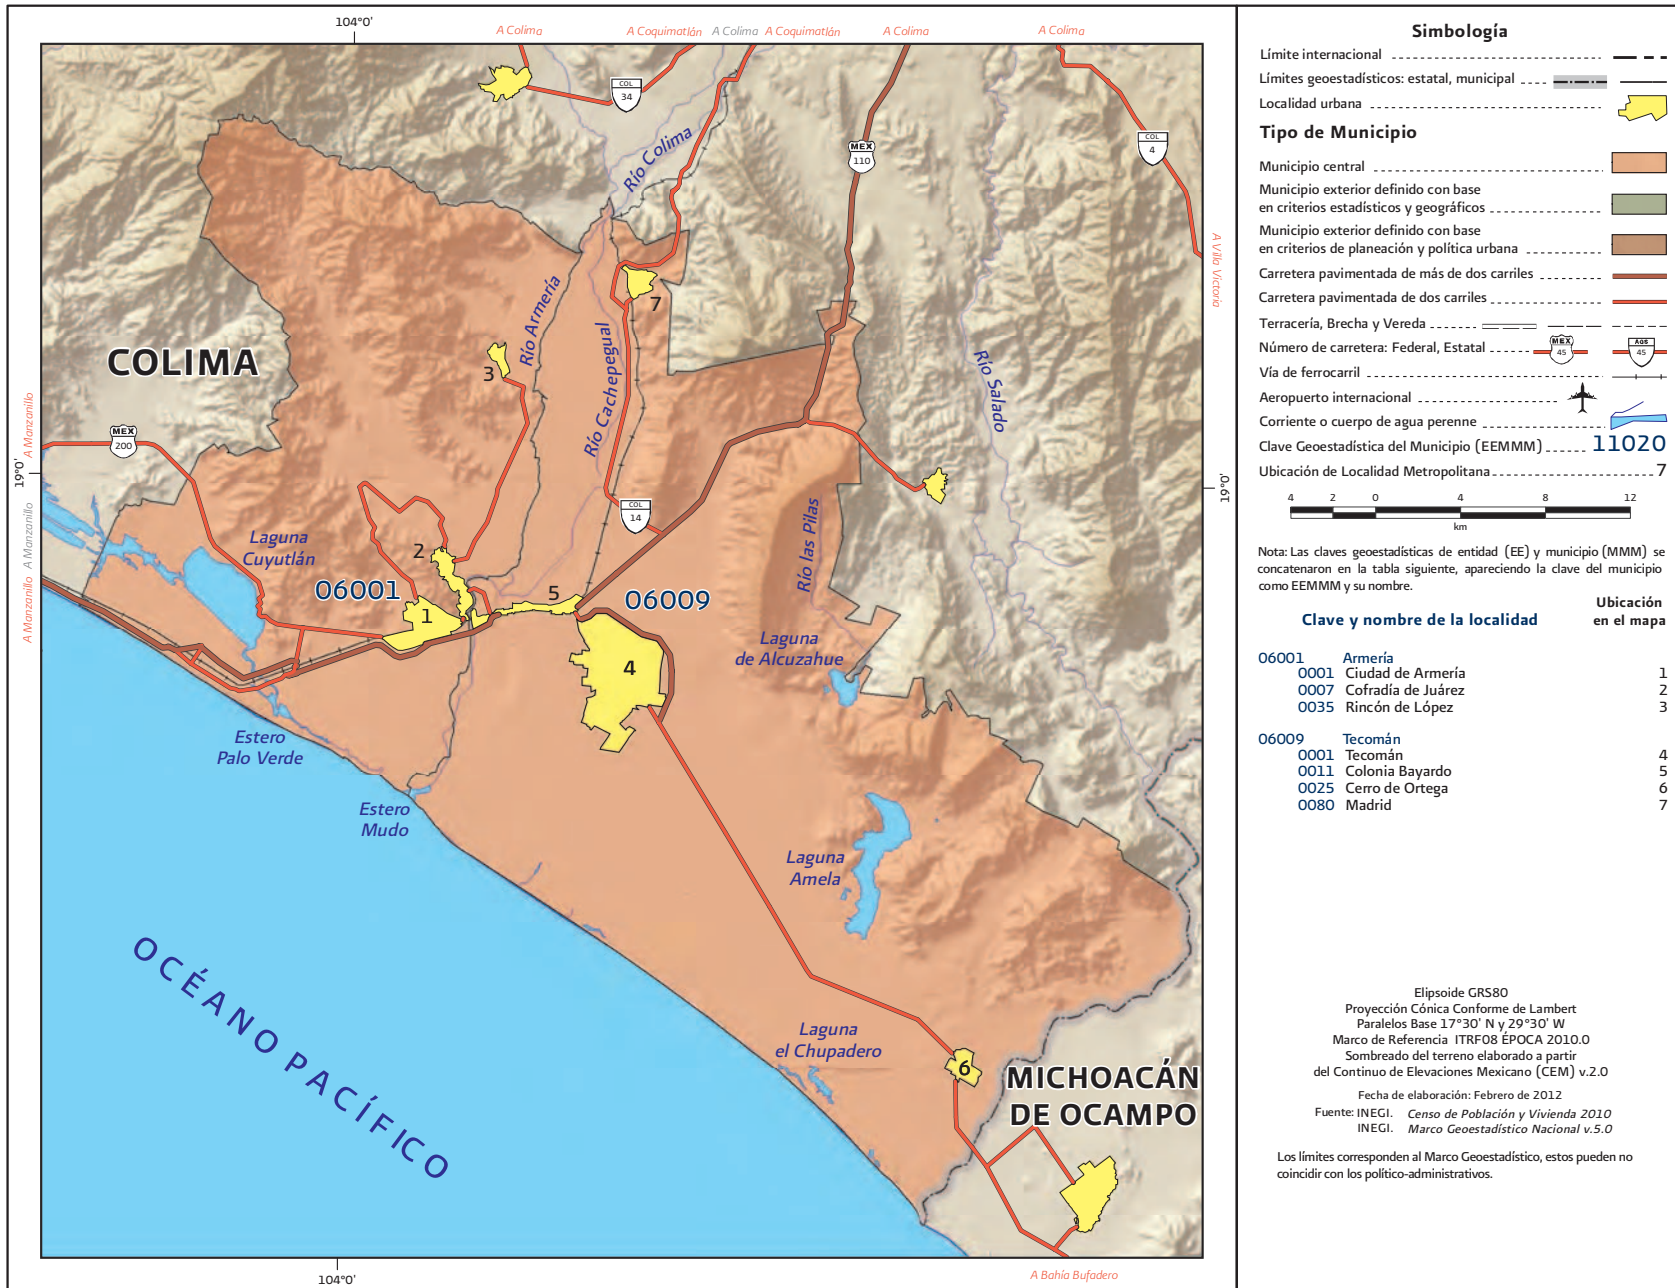 104°0'
A Colima
A Coquimatlán
A Colima
A Coquimatlán
A Colima
A Colima
COL
34
Río Colima
MEX
110
COL
4
A Villa Victoria
7
Río Armería
Río Cachepegual
COLIMA
3
Río Salado
A Manzanillo
MEX
200
19°0'
19°0'
COL
14
Río las Pilas
A Manzanillo
Laguna
Cuyutlán
2
06001
1
5
06009
A Manzanillo
Laguna
de Alcuzahue
4
Estero
Palo Verde
Estero
Mudo
Laguna
Amela
OCÉANO PACÍFICO
Laguna
el Chupadero
6
MICHOACÁN
DE OCAMPO
104°0'
A Bahía Bufadero
Simbología
Límite internacional
Límites geoestadísticos: estatal, municipal
Localidad urbana
Tipo de Municipio
Municipio central
Municipio exterior definido con base
en criterios estadísticos y geográficos
Municipio exterior definido con base
en criterios de planeación y política urbana
Carretera pavimentada de más de dos carriles
Carretera pavimentada de dos carriles
Terracería, Brecha y Vereda
Número de carretera: Federal, Estatal MEX 45 AGS 45
Vía de ferrocarril
Aeropuerto internacional
Corriente o cuerpo de agua perenne
Clave Geoestadística del Municipio (EEMMM) 11020
Ubicación de Localidad Metropolitana 7
4 2 0 4 8 12
km
Nota: Las claves geoestadísticas de entidad (EE) y municipio (MMM) se
concatenaron en la tabla siguiente, apareciendo la clave del municipio
como EEMMM y su nombre.
Clave y nombre de la localidad
Ubicación
en el mapa
06001 Armería
0001 Ciudad de Armería 1
0007 Cofradía de Juárez 2
0035 Rincón de López 3
06009 Tecomán
0001 Tecomán 4
0011 Colonia Bayardo 5
0025 Cerro de Ortega 6
0080 Madrid 7
Elipsoide GRS80
Proyección Cónica Conforme de Lambert
Paralelos Base 17°30' N y 29°30' W
Marco de Referencia ITRF08 ÉPOCA 2010.0
Sombreado del terreno elaborado a partir
del Continuo de Elevaciones Mexicano (CEM) v.2.0
Fecha de elaboración: Febrero de 2012
Fuente: INEGI. Censo de Población y Vivienda 2010
INEGI. Marco Geoestadístico Nacional v.5.0
Los límites corresponden al Marco Geoestadístico, estos pueden no
coincidir con los político-administrativos.